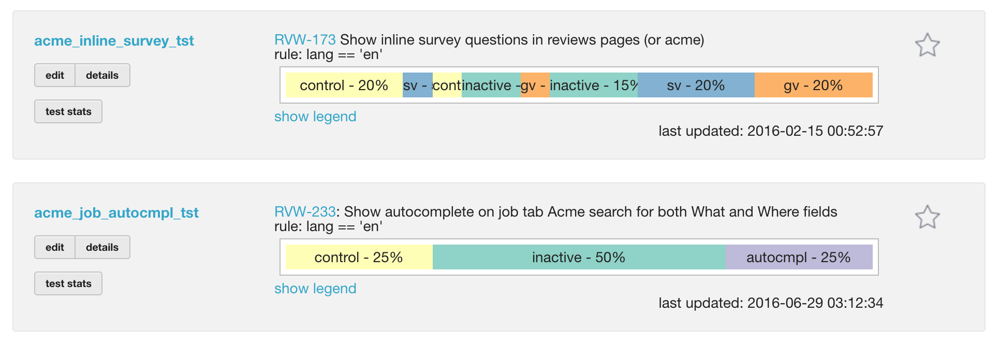 acme_inline_survey_tst
edit details
test stats
RVW-173 Show inline survey questions in reviews pages (or acme)
rule: lang == 'en'
control - 20% sv - cont inactive - gv - inactive - 15% sv - 20% gv - 20%
show legend
last updated: 2016-02-15 00:52:57
acme_job_autocmpl_tst
edit details
test stats
RVW-233: Show autocomplete on job tab Acme search for both What and Where fields
rule: lang == 'en'
control - 25% inactive - 50% autocmpl - 25%
show legend
last updated: 2016-06-29 03:12:34